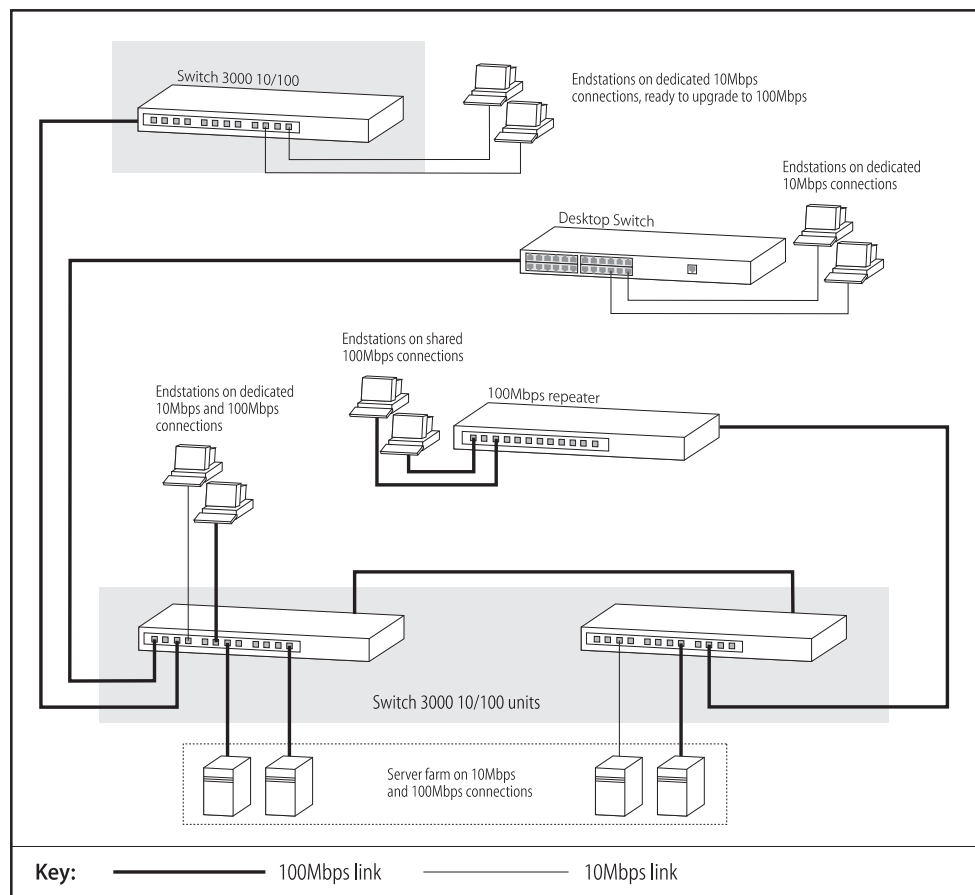 Switch 3000 10/100
Endstations on dedicated 10Mbps
connections, ready to upgrade to 100Mbps
Endstations on dedicated
10Mbps connections
Desktop Switch
Endstations on shared
100Mbps connections
Endstations on dedicated
10Mbps and 100Mbps
connections
100Mbps repeater
Switch 3000 10/100 units
Server farm on 10Mbps
and 100Mbps connections
Key:
100Mbps link
10Mbps link